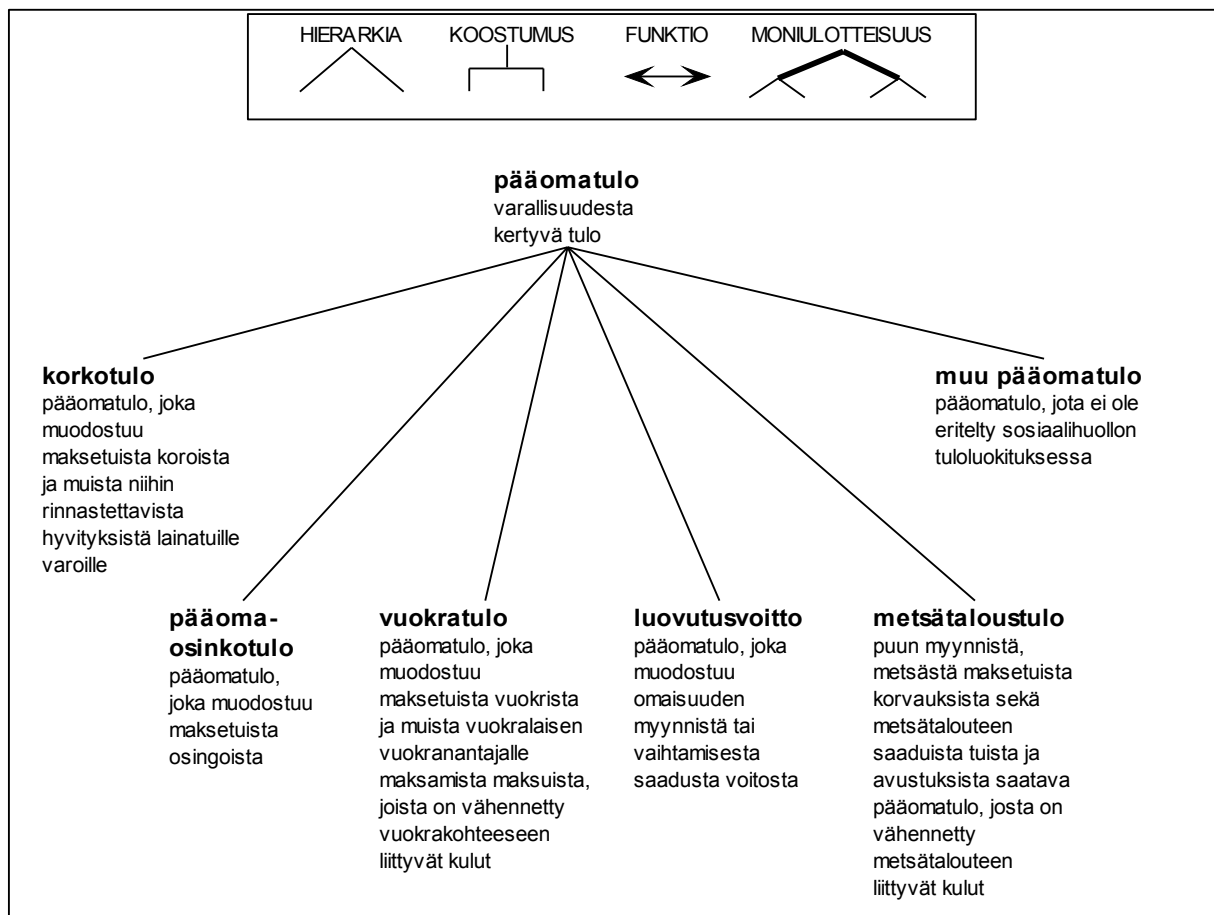 HIERARKIA KOOSTUMUS FUNKTIO MONIULOTTEISUUS
pääomatulo
varallisuudesta
kertyvä tulo
korkotulo
pääomatulo, joka
muodostuu
maksetuista koroista
ja muista niihin
rinnastettavista
hyvityksistä lainatuille
varoille
muu pääomatulo
pääomatulo, jota ei ole
eritelty sosiaalihuollon
tuloluokituksessa
pääoma-
osinkotulo
pääomatulo,
joka muodostuu
maksetuista
osingoista
vuokratulo
pääomatulo, joka
muodostuu
maksetuista vuokrista
ja muista vuokralaisen
vuokranantajalle
maksamista maksuista,
joista on vähennetty
vuokrakohteeseen
liittyvät kulut
luovutusvoitto
pääomatulo, joka
muodostuu
omaisuuden
myynnistä tai
vaihtamisesta
saadusta voitosta
metsätaloustulo
puun myynnistä,
metsästä maksetuista
korvauksista sekä
metsätalouteen
saaduista tuista ja
avustuksista saatava
pääomatulo, josta on
vähennetty
metsätalouteen
liittyvät kulut